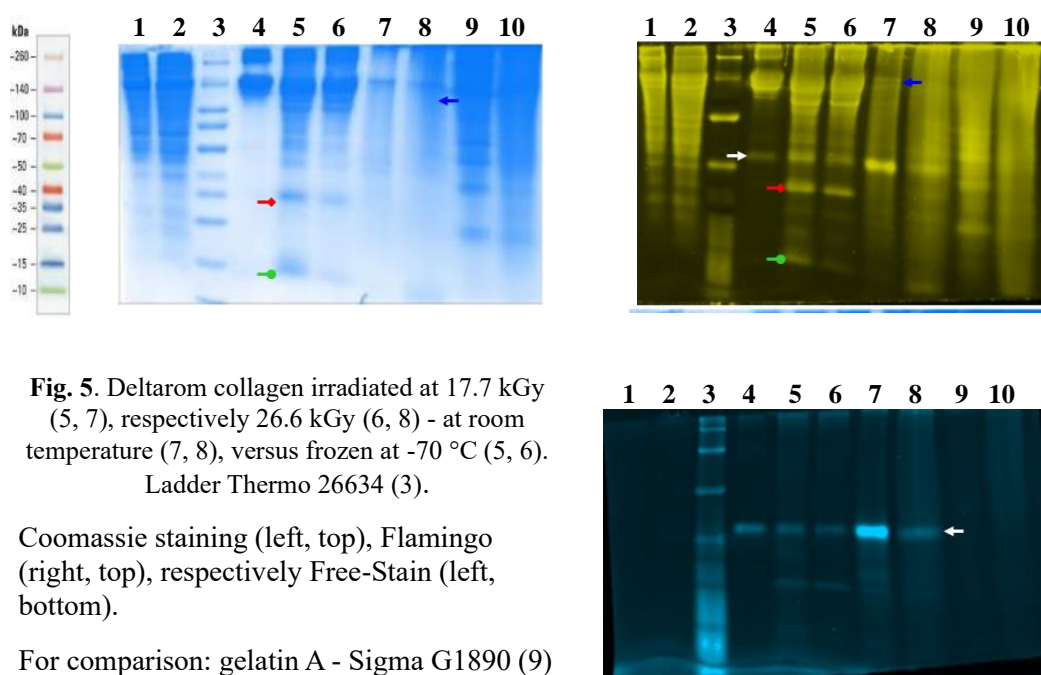 kDa
~260
~140
~100
~70
~50
~40
~35
~25
~15
~10
1 2 3 4 5 6 7 8 9 10
1 2 3 4 5 6 7 8 9 10
Fig. 5. Deltarom collagen irradiated at 17.7 kGy
(5, 7), respectively 26.6 kGy (6, 8) - at room
temperature (7, 8), versus frozen at -70 °C (5, 6).
Ladder Thermo 26634 (3).
Coomassie staining (left, top), Flamingo
(right, top), respectively Free-Stain (left,
bottom).
For comparison: gelatin A - Sigma G1890 (9)
1 2 3 4 5 6 7 8 9 10